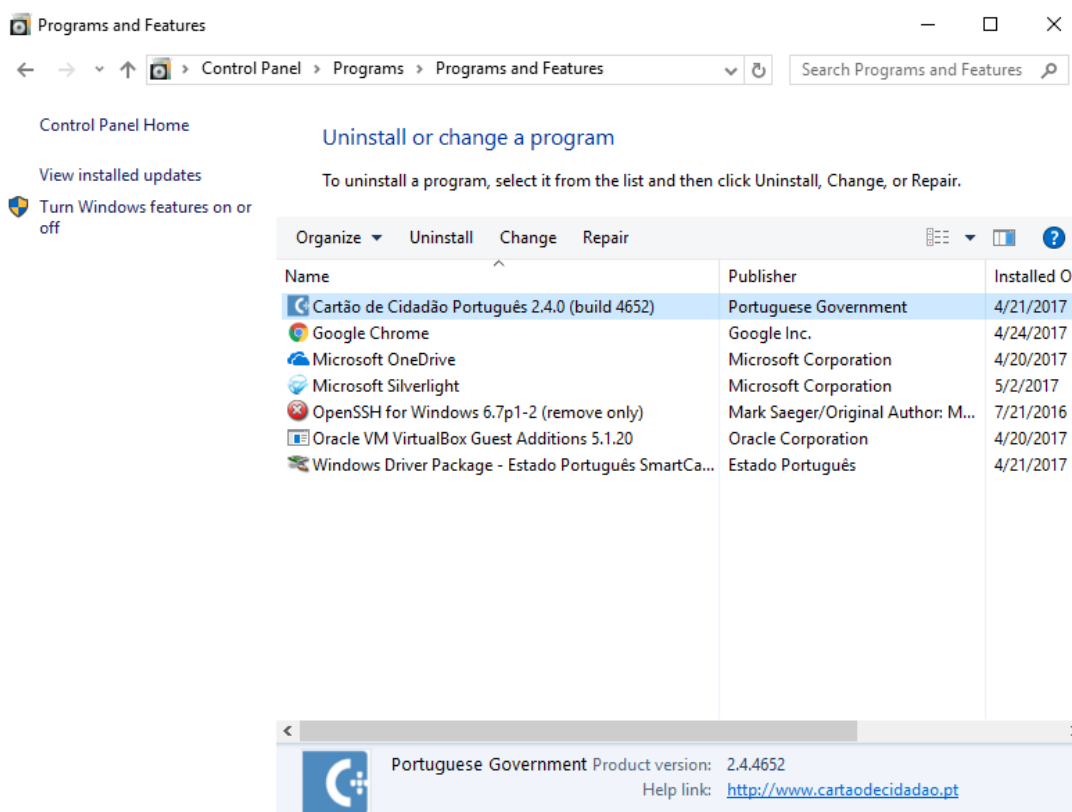 Programs and Features
Control Panel > Programs > Programs and Features
Search Programs and Features
Control Panel Home
View installed updates
Turn Windows features on or
off
Uninstall or change a program
To uninstall a program, select it from the list and then click Uninstall, Change, or Repair.
Organize Uninstall Change Repair
Name Publisher Installed O
Cartão de Cidadão Português 2.4.0 (build 4652) Portuguese Government 4/21/2017
Google Chrome Google Inc. 4/24/2017
Microsoft OneDrive Microsoft Corporation 4/20/2017
Microsoft Silverlight Microsoft Corporation 5/2/2017
OpenSSH for Windows 6.7p1-2 (remove only) Mark Saeger/Original Author: M... 7/21/2016
Oracle VM VirtualBox Guest Additions 5.1.20 Oracle Corporation 4/20/2017
Windows Driver Package - Estado Português SmartCa... Estado Português 4/21/2017
Portuguese Government Product version: 2.4.4652
Help link: http://www.cartaodecidadao.pt